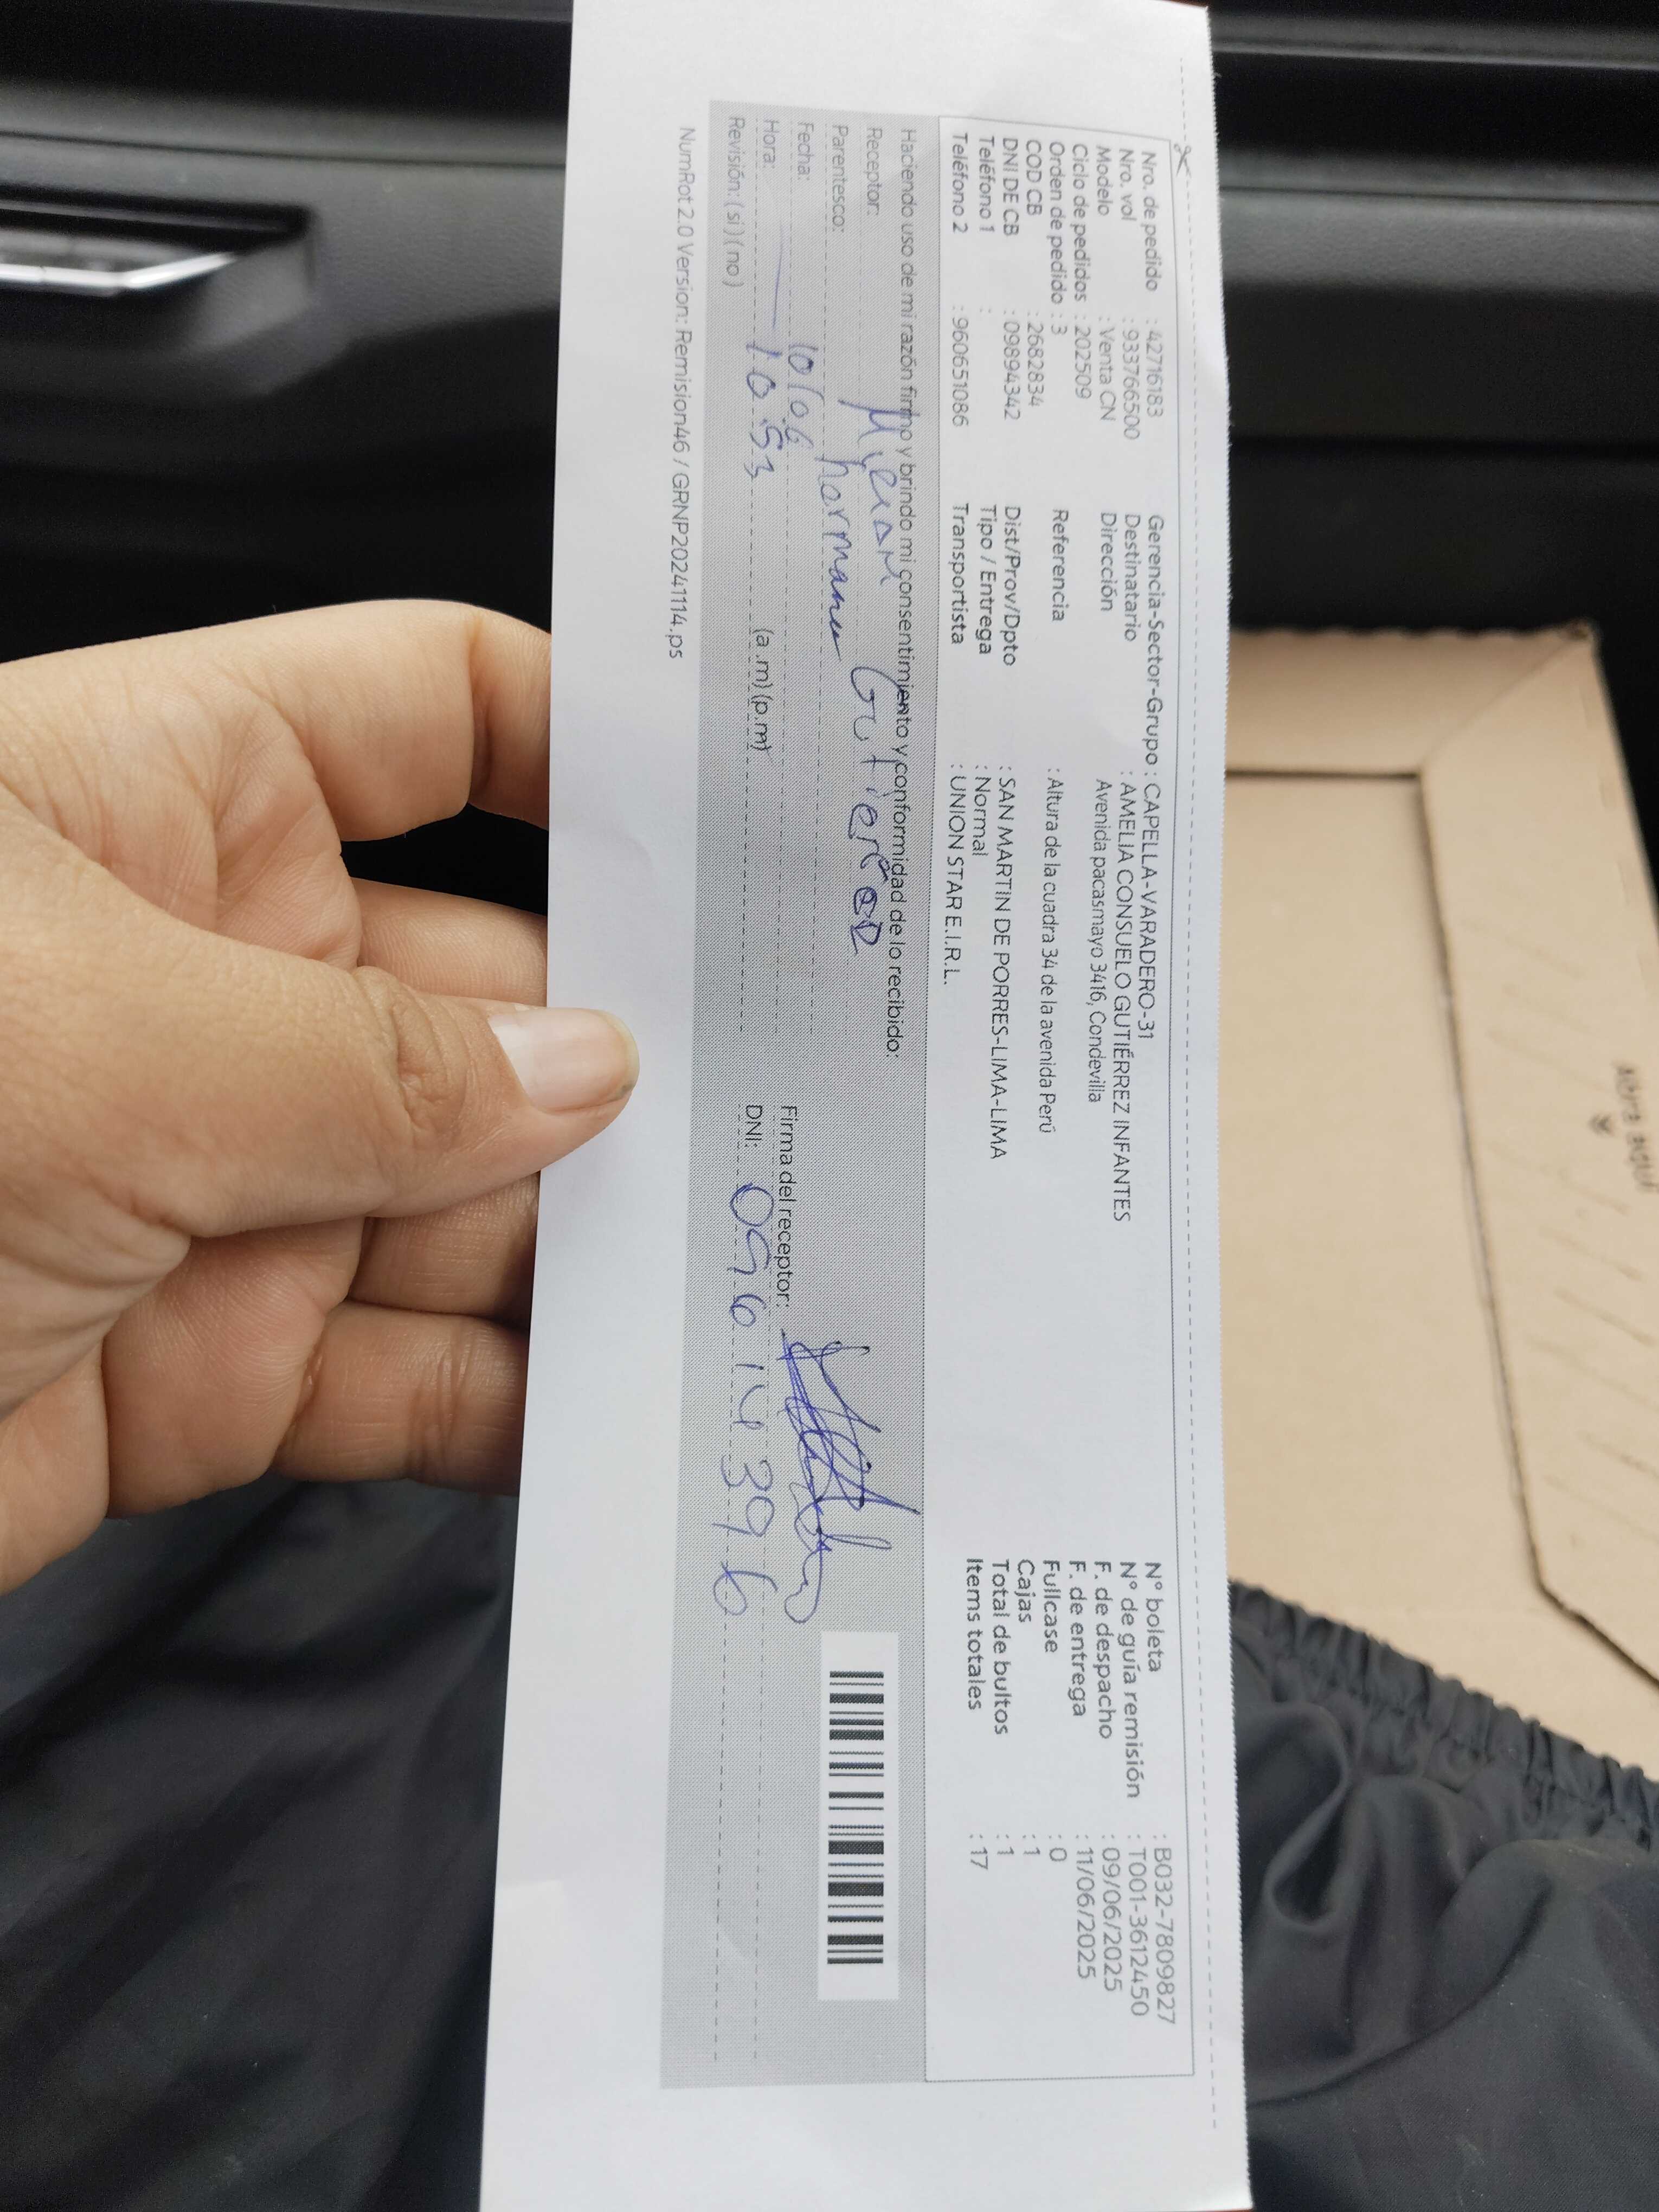 Nro. de pedido : 42716183
Nro. vol : 933766500
Modelo : Venta CN
Ciclo de pedidos : 202509
Orden de pedido : 3
COD CB : 2682834
DNI DE CB : 09894342
Teléfono 1 :
Teléfono 2 : 960651086
Gerencia-Sector-Grupo : CAPELLA-VARADERO-31
Destinatario : AMELIA CONSUELO GUTIÉRREZ INFANTES
Dirección Avenida pacasmayo 3416, Condevilla
Referencia : Altura de la cuadra 34 de la avenida Perú
Dist/Prov/Dpto : SAN MARTIN DE PORRES-LIMA-LIMA
Tipo / Entrega : Normal
Transportista : UNION STAR E.I.R.L.
N° boleta : B032-7809827
N° de guía remisión : T001-3612450
F. de despacho : 09/06/2025
F. de entrega : 11/06/2025
Fullcase : 0
Cajas : 1
Total de bultos : 1
Items totales : 17
Haciendo uso de mi razón firmo y brindo mi consentimiento y conformidad de lo recibido:
Receptor:
Parentesco: hermano
Fecha: 10/06
Hora: 10:53 (a.m) (p.m)
Revisión: (si) (no)
Firma del receptor:
DNI:
NumRot 2.0 Version: Remision46 / GRNP20241114.ps
Abre aquí